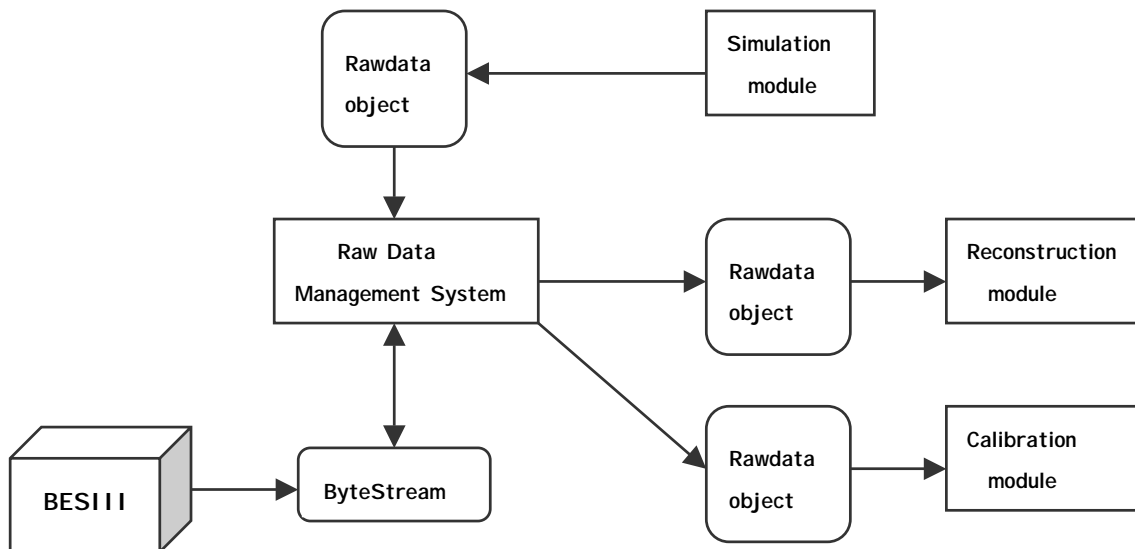 Simulation
module
Rawdata
object
Raw Data
Management System
Rawdata
object
Reconstruction
module
BESIII
ByteStream
Rawdata
object
Calibration
module